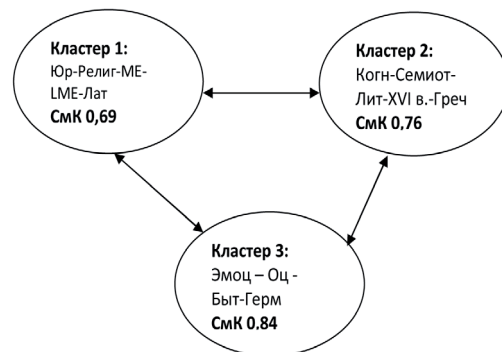 Кластер 1:
Юр-Религ-МЕ-
LME-Лат
СмК 0,69
Кластер 2:
Когн-Семиот-
Лит-XVI в.-Греч
СмК 0,76
Кластер 3:
Эмоц – Оц -
Быт-Герм
СмК 0,84